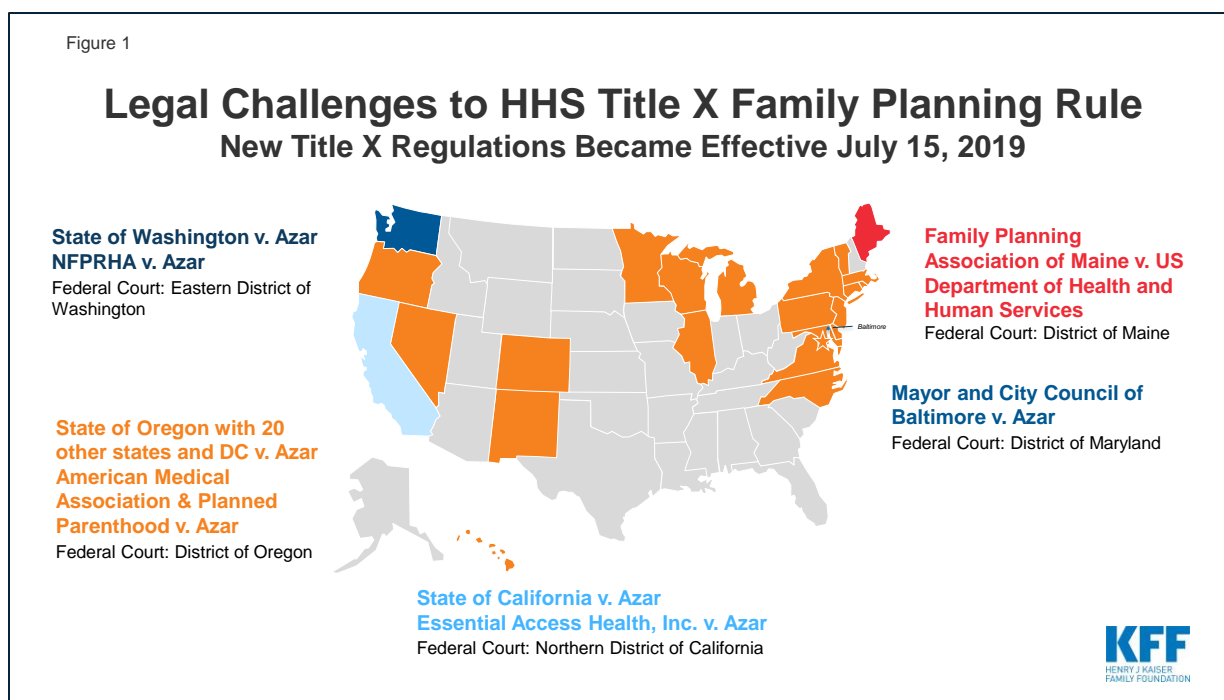 Figure 1
Legal Challenges to HHS Title X Family Planning Rule
New Title X Regulations Became Effective July 15, 2019
State of Washington v. Azar
NFPRHA v. Azar
Federal Court: Eastern District of
Washington
State of Oregon with 20
other states and DC v. Azar
American Medical
Association & Planned
Parenthood v. Azar
Federal Court: District of Oregon
State of California v. Azar
Essential Access Health, Inc. v. Azar
Federal Court: Northern District of California
Baltimore
Family Planning
Association of Maine v. US
Department of Health and
Human Services
Federal Court: District of Maine
Mayor and City Council of
Baltimore v. Azar
Federal Court: District of Maryland
KFF
HENRY J KAISER
FAMILY FOUNDATION